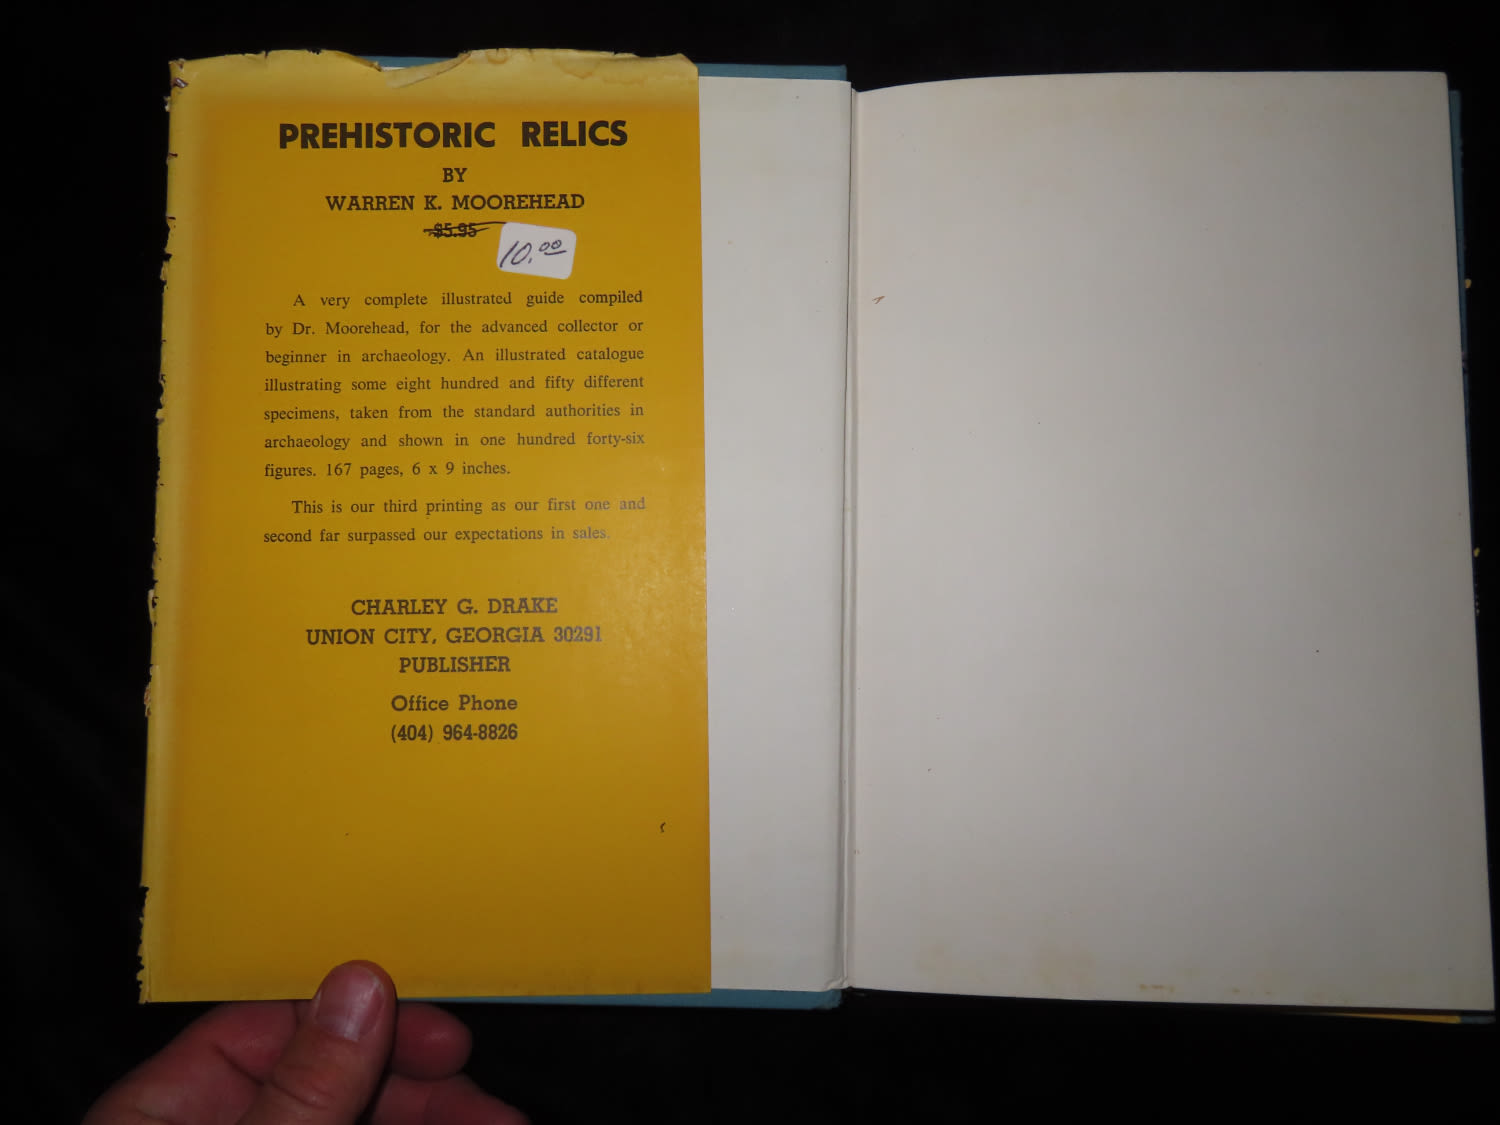 PREHISTORIC RELICS
BY
WARREN K. MOOREHEAD
$5.95
10.00
A very complete illustrated guide compiled
by Dr. Moorehead, for the advanced collector or
beginner in archaeology. An illustrated catalogue
illustrating some eight hundred and fifty different
specimens, taken from the standard authorities in
archaeology and shown in one hundred forty-six
figures. 167 pages, 6 x 9 inches.
This is our third printing as our first one and
second far surpassed our expectations in sales.
CHARLEY G. DRAKE
UNION CITY, GEORGIA 30291
PUBLISHER
Office Phone
(404) 964-8826